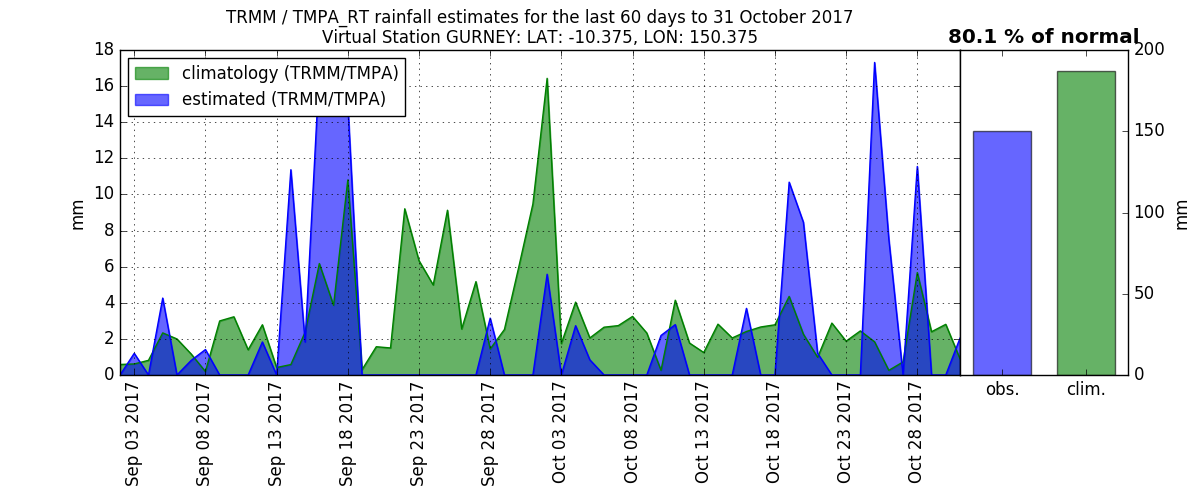 TRMM / TMPA_RT rainfall estimates for the last 60 days to 31 October 2017
Virtual Station GURNEY: LAT: -10.375, LON: 150.375
80.1 % of normal
climatology (TRMM/TMPA)
estimated (TRMM/TMPA)
mm
18
16
14
12
10
8
6
4
2
0
Sep 03 2017
Sep 08 2017
Sep 13 2017
Sep 18 2017
Sep 23 2017
Sep 28 2017
Oct 03 2017
Oct 08 2017
Oct 13 2017
Oct 18 2017
Oct 23 2017
Oct 28 2017
obs.
clim.
200
150
100
50
0
mm